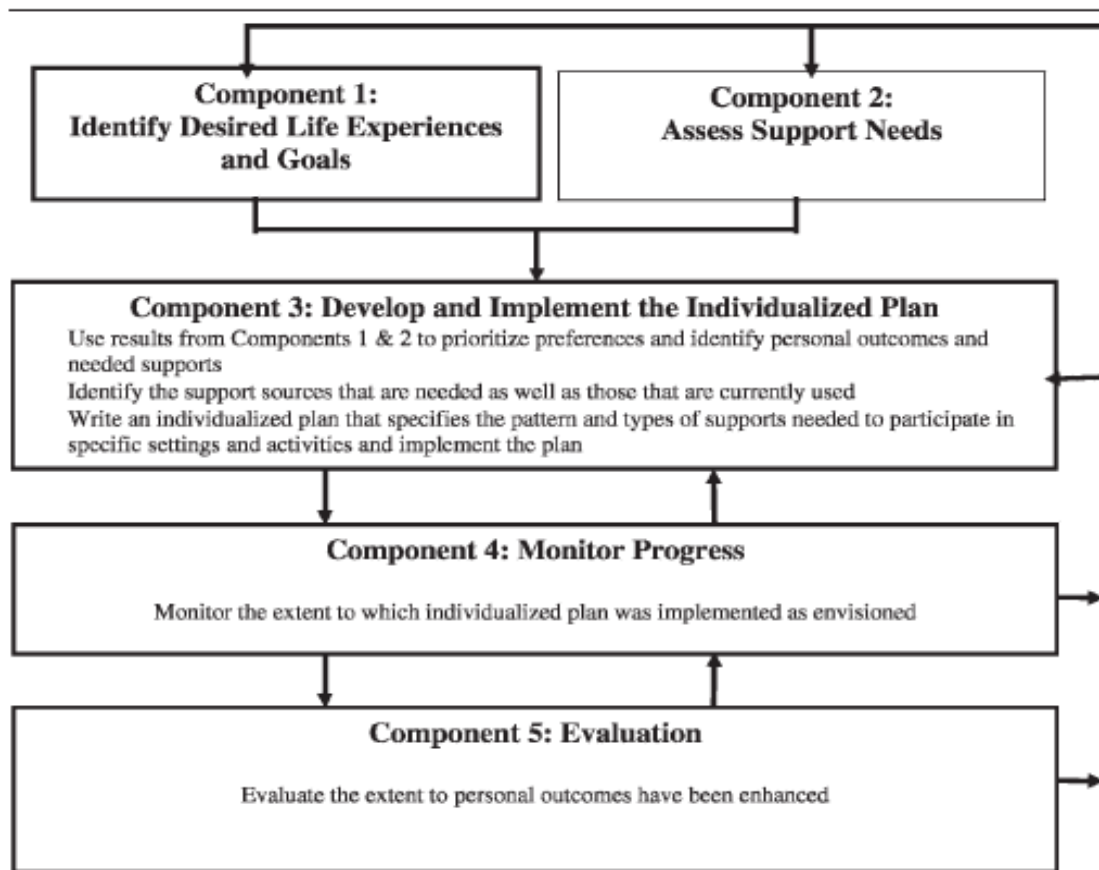 Component 1:
Identify Desired Life Experiences
and Goals
Component 2:
Assess Support Needs
Component 3: Develop and Implement the Individualized Plan
Use results from Components 1 & 2 to prioritize preferences and identify personal outcomes and
needed supports
Identify the support sources that are needed as well as those that are currently used
Write an individualized plan that specifies the pattern and types of supports needed to participate in
specific settings and activities and implement the plan
Component 4: Monitor Progress
Monitor the extent to which individualized plan was implemented as envisioned
Component 5: Evaluation
Evaluate the extent to personal outcomes have been enhanced